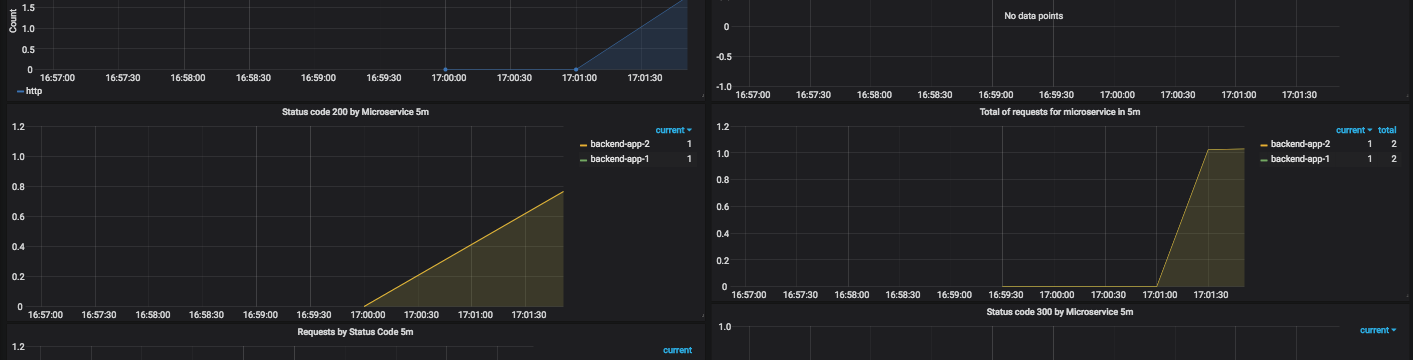 Count
1.5
1.0
0.5
0
16:57:00 16:57:30 16:58:00 16:58:30 16:59:00 16:59:30 17:00:00 17:00:30 17:01:00 17:01:30
http
No data points
0
-0.5
-1.0
16:57:00 16:57:30 16:58:00 16:58:30 16:59:00 16:59:30 17:00:00 17:00:30 17:01:00 17:01:30
Status code 200 by Microservice 5m
1.2
1.0
0.8
0.6
0.4
0.2
0
16:57:00 16:57:30 16:58:00 16:58:30 16:59:00 16:59:30 17:00:00 17:00:30 17:01:00 17:01:30
current
backend-app-2 1
backend-app-1 1
Total of requests for microservice in 5m
1.2
1.0
0.8
0.6
0.4
0.2
0
16:57:00 16:57:30 16:58:00 16:58:30 16:59:00 16:59:30 17:00:00 17:00:30 17:01:00 17:01:30
current total
backend-app-2 1 2
backend-app-1 1 2
Requests by Status Code 5m
1.2
current
Status code 300 by Microservice 5m
1.0
current